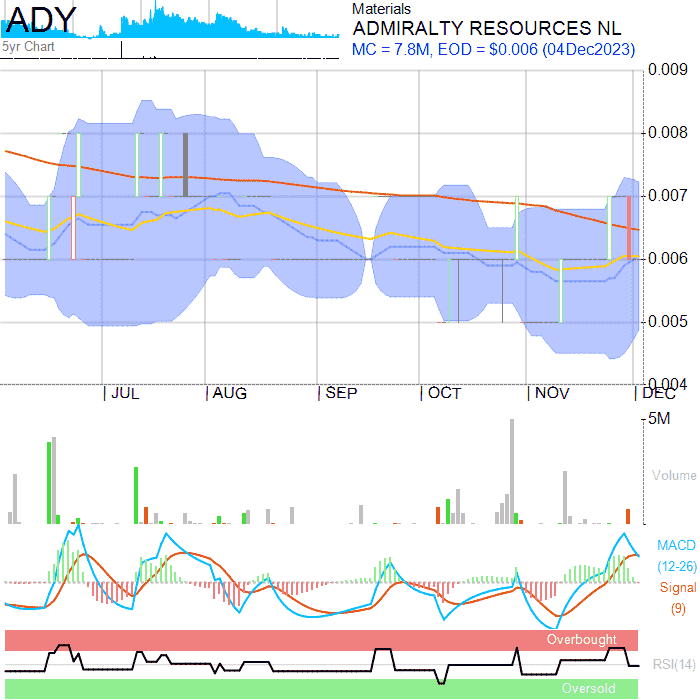 ADY
5yr Chart
Materials
ADMIRALTY RESOURCES NL
MC = 7.8M, EOD = $0.006 (04Dec2023)
0.009
0.008
0.007
0.006
0.005
0.004
JUL
AUG
SEP
OCT
NOV
DEC
5M
Volume
MACD
(12-26)
Signal
(9)
Overbought
RSI(14)
Oversold